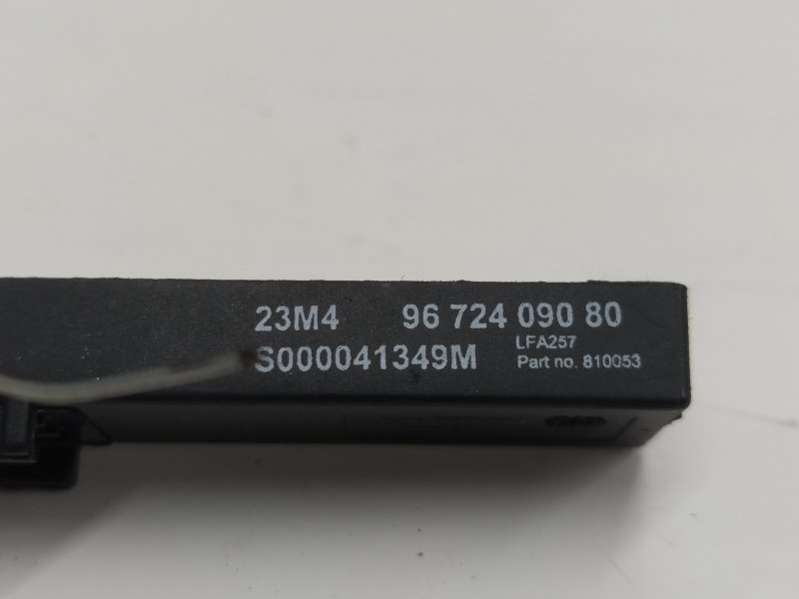 23M4 96 724 090 80
S000041349M LFA257
Part no. 810053